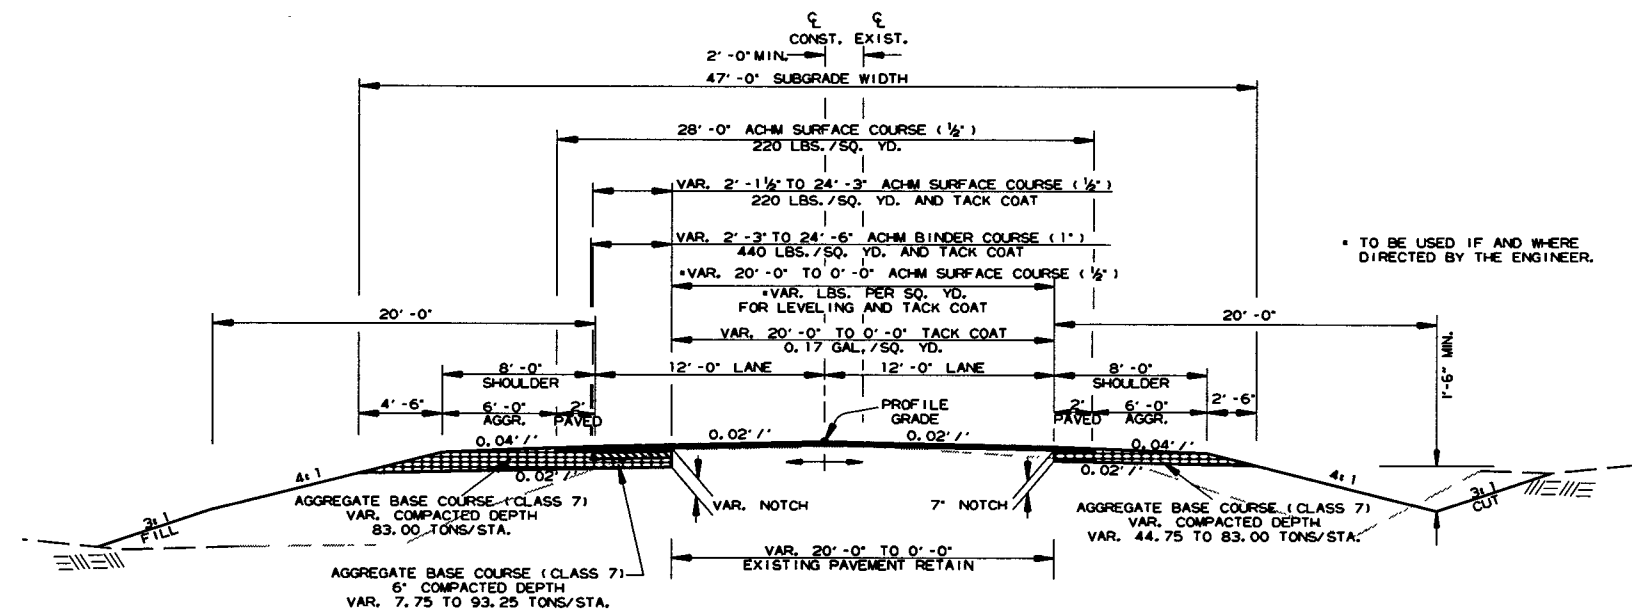 ℄ ℄
CONST. EXIST.
2'-0" MIN.
47'-0" SUBGRADE WIDTH
28'-0" ACHM SURFACE COURSE (½")
220 LBS./SQ. YD.
VAR. 2'-1½" TO 24'-3" ACHM SURFACE COURSE (½")
220 LBS./SQ. YD. AND TACK COAT
VAR. 2'-3" TO 24'-6" ACHM BINDER COURSE (1")
440 LBS./SQ. YD. AND TACK COAT
* TO BE USED IF AND WHERE
DIRECTED BY THE ENGINEER.
*VAR. 20'-0" TO 0'-0" ACHM SURFACE COURSE (½")
*VAR. LBS. PER SQ. YD.
FOR LEVELING AND TACK COAT
20'-0"
20'-0"
VAR. 20'-0" TO 0'-0" TACK COAT
0.17 GAL./SQ. YD.
1'-6" MIN.
8'-0"
SHOULDER
12'-0" LANE
12'-0" LANE
8'-0"
SHOULDER
4'-6"
6'-0"
AGGR.
2'
PAVED
PROFILE
GRADE
2'
PAVED
6'-0"
AGGR.
2'-6"
0.04'/'
0.02'/'
0.02'/'
0.04'/'
0.02'/'
0.02'/'
4:1
4:1
3:1
FILL
3:1
CUT
AGGREGATE BASE COURSE (CLASS 7)
VAR. COMPACTED DEPTH
83.00 TONS/STA.
VAR. NOTCH
7" NOTCH
AGGREGATE BASE COURSE (CLASS 7)
VAR. COMPACTED DEPTH
VAR. 44.75 TO 83.00 TONS/STA.
VAR. 20'-0" TO 0'-0"
EXISTING PAVEMENT RETAIN
AGGREGATE BASE COURSE (CLASS 7)
6" COMPACTED DEPTH
VAR. 7.75 TO 93.25 TONS/STA.